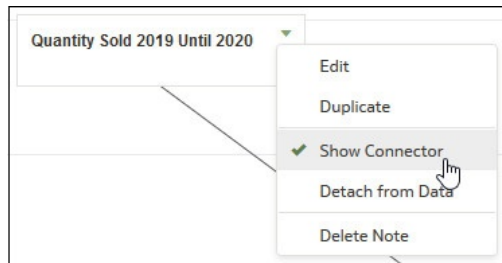 Quantity Sold 2019 Until 2020
Edit
Duplicate
Show Connector
Detach from Data
Delete Note